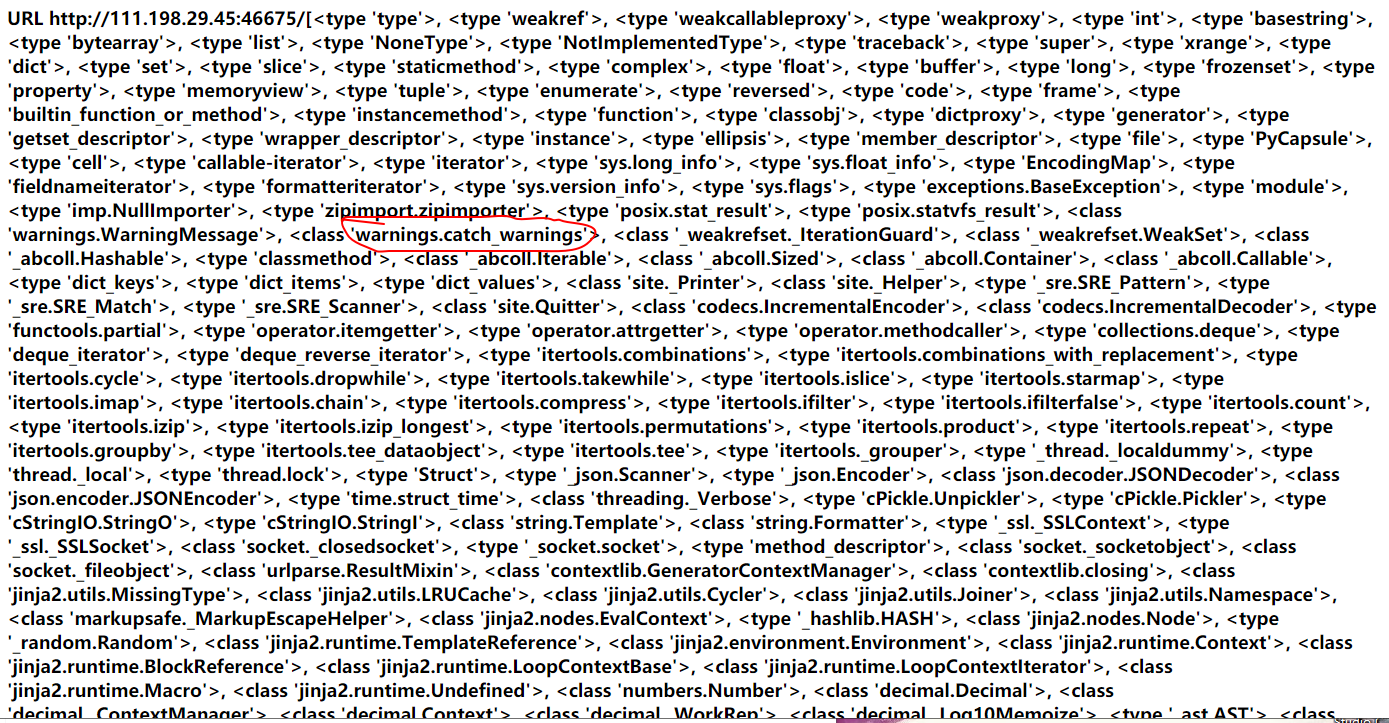 URL http://111.198.29.45:46675/[<type 'type'>, <type 'weakref'>, <type 'weakcallableproxy'>, <type 'weakproxy'>, <type 'int'>, <type 'basestring'>,
<type 'bytearray'>, <type 'list'>, <type 'NoneType'>, <type 'NotImplementedType'>, <type 'traceback'>, <type 'super'>, <type 'xrange'>, <type
'dict'>, <type 'set'>, <type 'slice'>, <type 'staticmethod'>, <type 'complex'>, <type 'float'>, <type 'buffer'>, <type 'long'>, <type 'frozenset'>, <type
'property'>, <type 'memoryview'>, <type 'tuple'>, <type 'enumerate'>, <type 'reversed'>, <type 'code'>, <type 'frame'>, <type
'builtin_function_or_method'>, <type 'instancemethod'>, <type 'function'>, <type 'classobj'>, <type 'dictproxy'>, <type 'generator'>, <type
'getset_descriptor'>, <type 'wrapper_descriptor'>, <type 'instance'>, <type 'ellipsis'>, <type 'member_descriptor'>, <type 'file'>, <type 'PyCapsule'>,
<type 'cell'>, <type 'callable-iterator'>, <type 'iterator'>, <type 'sys.long_info'>, <type 'sys.float_info'>, <type 'EncodingMap'>, <type
'fieldnameiterator'>, <type 'formatteriterator'>, <type 'sys.version_info'>, <type 'sys.flags'>, <type 'exceptions.BaseException'>, <type 'module'>,
<type 'imp.NullImporter'>, <type 'zipimport.zipimporter'>, <type 'posix.stat_result'>, <type 'posix.statvfs_result'>, <class
'warnings.WarningMessage'>, <class 'warnings.catch_warnings'>, <class '_weakrefset._IterationGuard'>, <class '_weakrefset.WeakSet'>, <class
'_abcoll.Hashable'>, <type 'classmethod'>, <class '_abcoll.Iterable'>, <class '_abcoll.Sized'>, <class '_abcoll.Container'>, <class '_abcoll.Callable'>,
<type 'dict_keys'>, <type 'dict_items'>, <type 'dict_values'>, <class 'site._Printer'>, <class 'site._Helper'>, <type '_sre.SRE_Pattern'>, <type
'_sre.SRE_Match'>, <type '_sre.SRE_Scanner'>, <class 'site.Quitter'>, <class 'codecs.IncrementalEncoder'>, <class 'codecs.IncrementalDecoder'>, <type
'functools.partial'>, <type 'operator.itemgetter'>, <type 'operator.attrgetter'>, <type 'operator.methodcaller'>, <type 'collections.deque'>, <type
'deque_iterator'>, <type 'deque_reverse_iterator'>, <type 'itertools.combinations'>, <type 'itertools.combinations_with_replacement'>, <type
'itertools.cycle'>, <type 'itertools.dropwhile'>, <type 'itertools.takewhile'>, <type 'itertools.islice'>, <type 'itertools.starmap'>, <type
'itertools.imap'>, <type 'itertools.chain'>, <type 'itertools.compress'>, <type 'itertools.ifilter'>, <type 'itertools.ifilterfalse'>, <type 'itertools.count'>,
<type 'itertools.izip'>, <type 'itertools.izip_longest'>, <type 'itertools.permutations'>, <type 'itertools.product'>, <type 'itertools.repeat'>, <type
'itertools.groupby'>, <type 'itertools.tee_dataobject'>, <type 'itertools.tee'>, <type 'itertools._grouper'>, <type '_thread._localdummy'>, <type
'thread._local'>, <type 'thread.lock'>, <type 'Struct'>, <type '_json.Scanner'>, <type '_json.Encoder'>, <class 'json.decoder.JSONDecoder'>, <class
'json.encoder.JSONEncoder'>, <type 'time.struct_time'>, <class 'threading._Verbose'>, <type 'cPickle.Unpickler'>, <type 'cPickle.Pickler'>, <type
'cStringIO.StringO'>, <type 'cStringIO.StringI'>, <class 'string.Template'>, <class 'string.Formatter'>, <type '_ssl._SSLContext'>, <type
'_ssl._SSLSocket'>, <class 'socket._closedsocket'>, <type '_socket.socket'>, <type 'method_descriptor'>, <class 'socket._socketobject'>, <class
'socket._fileobject'>, <class 'urlparse.ResultMixin'>, <class 'contextlib.GeneratorContextManager'>, <class 'contextlib.closing'>, <class
'jinja2.utils.MissingType'>, <class 'jinja2.utils.LRUCache'>, <class 'jinja2.utils.Cycler'>, <class 'jinja2.utils.Joiner'>, <class 'jinja2.utils.Namespace'>,
<class 'markupsafe._MarkupEscapeHelper'>, <class 'jinja2.nodes.EvalContext'>, <type '_hashlib.HASH'>, <class 'jinja2.nodes.Node'>, <type
'_random.Random'>, <class 'jinja2.runtime.TemplateReference'>, <class 'jinja2.environment.Environment'>, <class 'jinja2.runtime.Context'>, <class
'jinja2.runtime.BlockReference'>, <class 'jinja2.runtime.LoopContextBase'>, <class 'jinja2.runtime.LoopContextIterator'>, <class
'jinja2.runtime.Macro'>, <class 'jinja2.runtime.Undefined'>, <class 'numbers.Number'>, <class 'decimal.Decimal'>, <class
'decimal._ContextManager'>, <class 'decimal.Context'>, <class 'decimal._WorkRep'>, <class 'decimal._Log10Memoize'>, <type '_ast.AST'>, <class